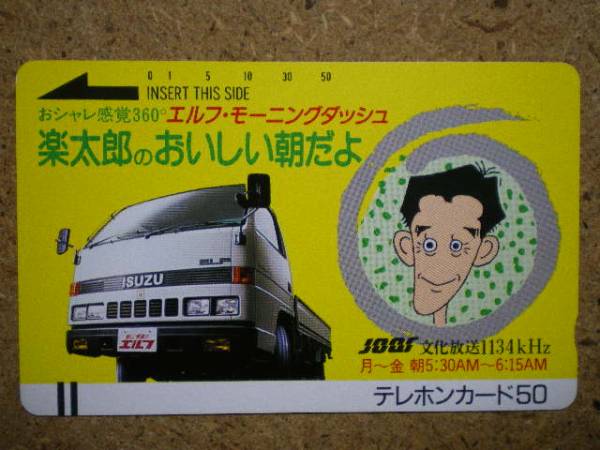 0 1 5 10 30 50
INSERT THIS SIDE
おシャレ感覚360° エルフ・モーニングダッシュ
楽太郎のおいしい朝だよ
ELF
ISUZU
エルフ
JOQR 文化放送1134kHz
月〜金 朝5:30AM〜6:15AM
テレホンカード50